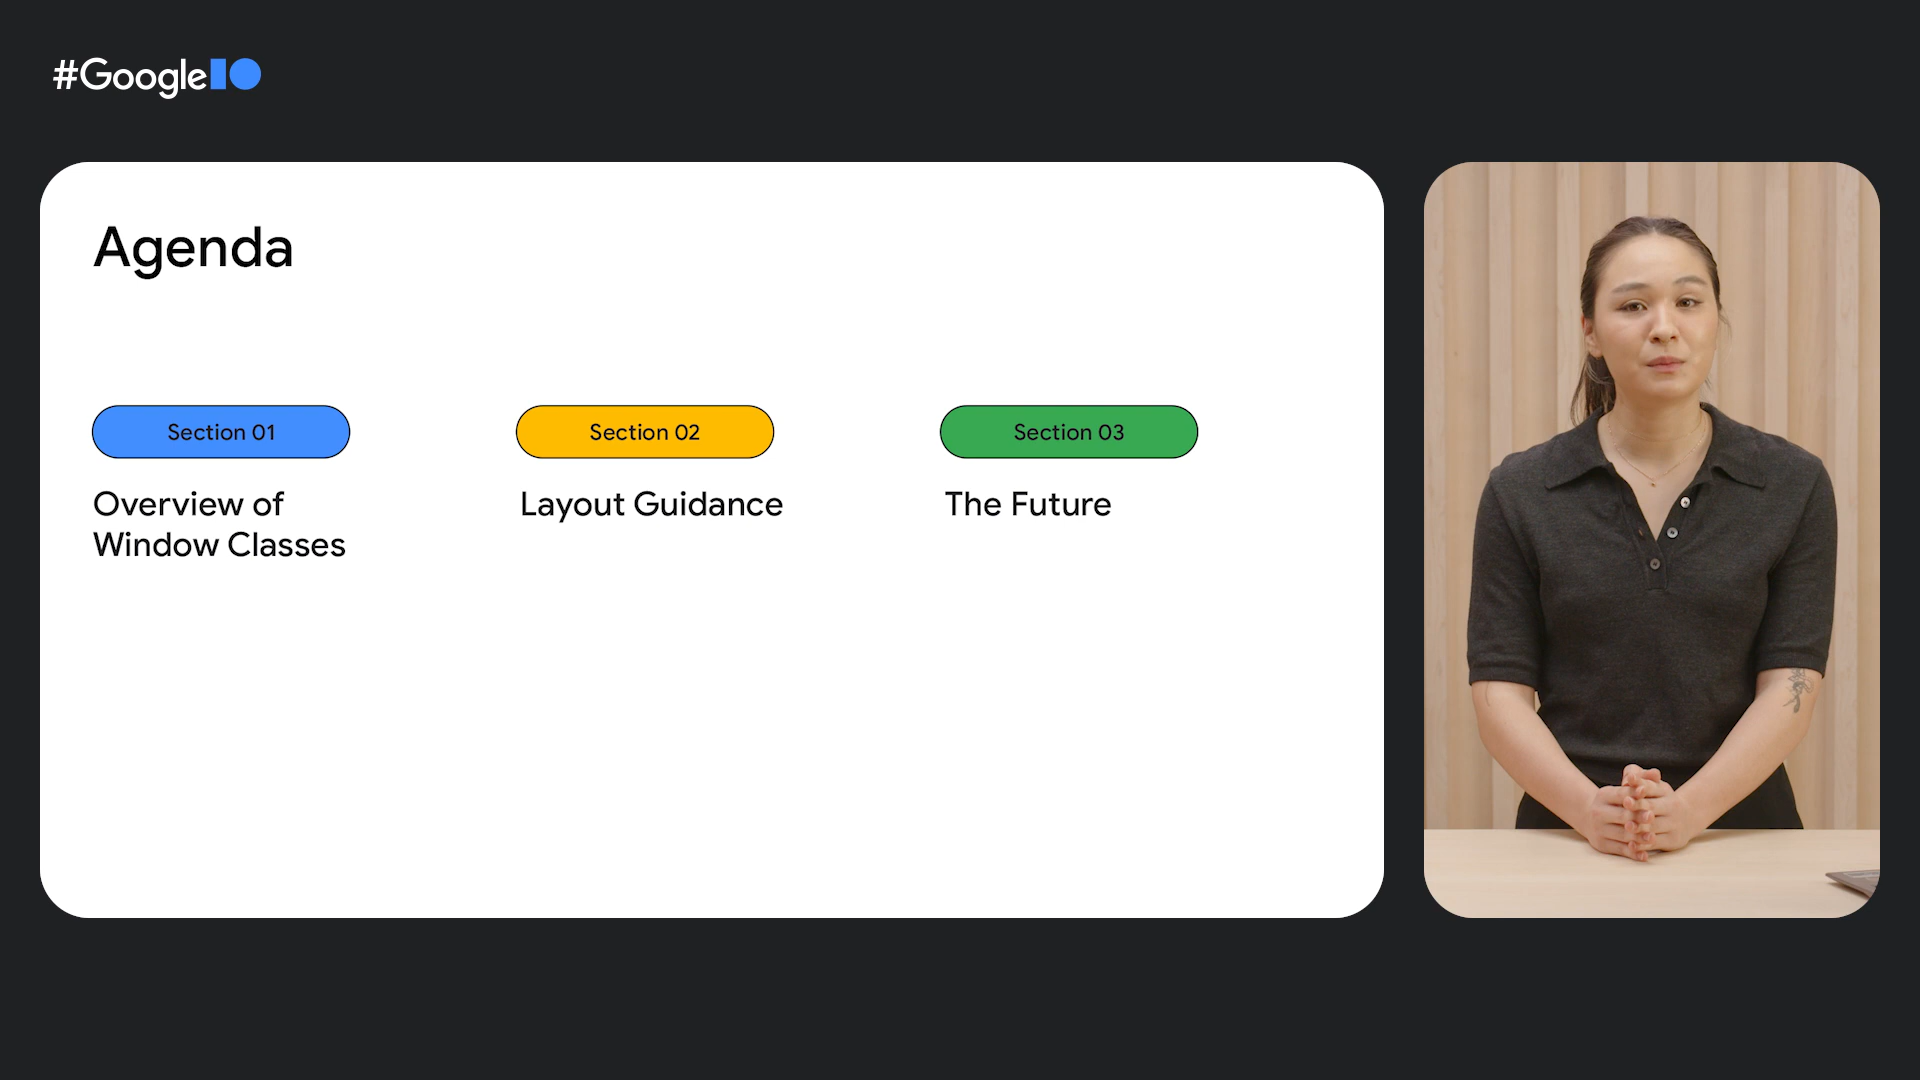 #GoogleIO
Agenda
Section 01
Overview of
Window Classes
Section 02
Layout Guidance
Section 03
The Future